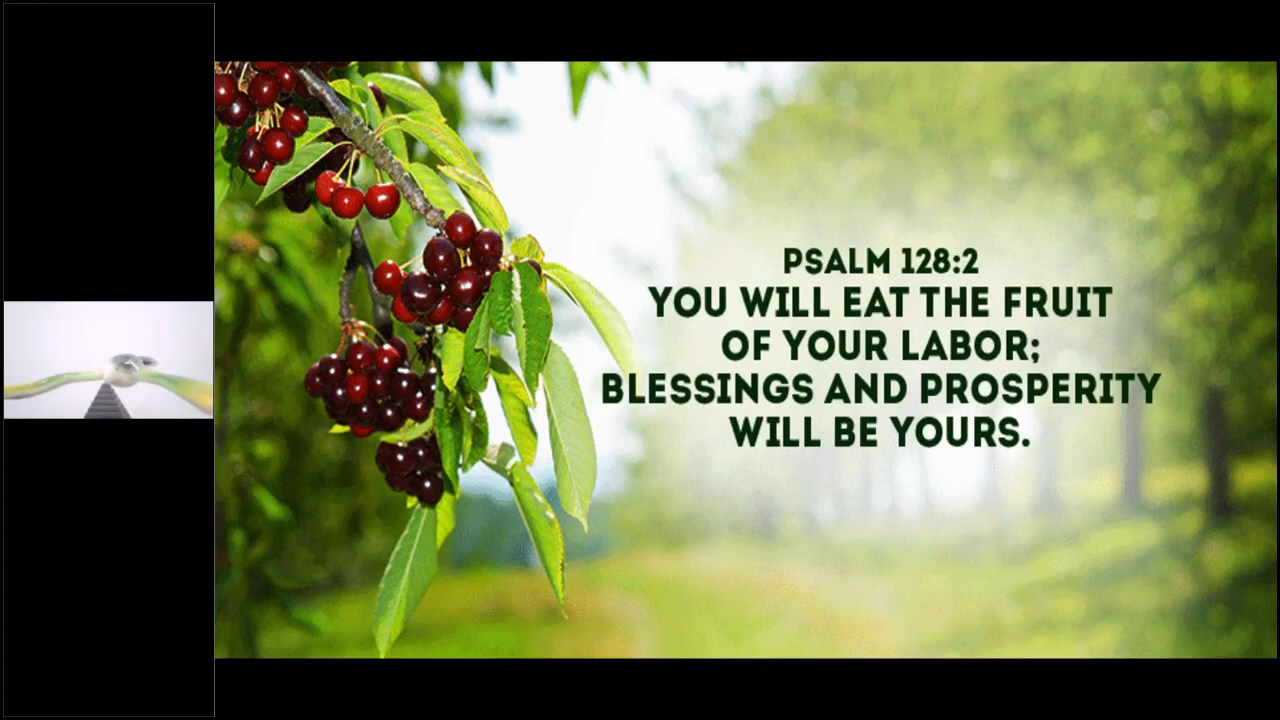 PSALM 128:2
YOU WILL EAT THE FRUIT
OF YOUR LABOR;
BLESSINGS AND PROSPERITY
WILL BE YOURS.